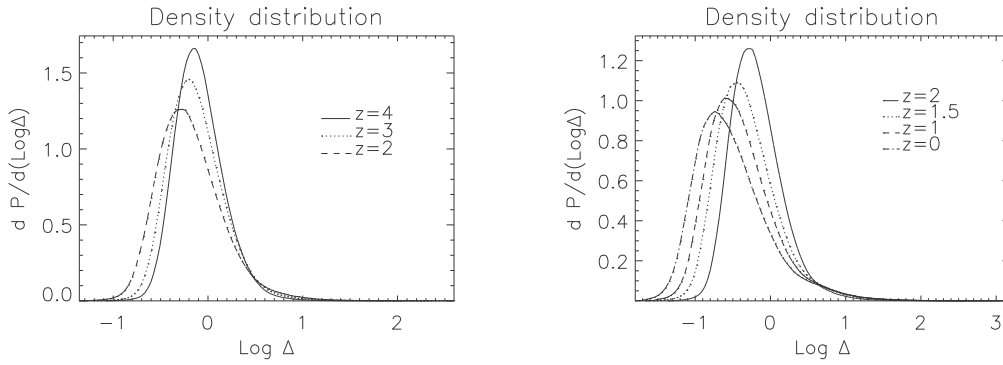 Density distribution
d P/d(LogΔ)
1.5
1.0
0.5
0.0
z=4
z=3
z=2
−1
0
1
2
Log Δ
Density distribution
d P/d(LogΔ)
1.2
1.0
0.8
0.6
0.4
0.2
z=2
z=1.5
z=1
z=0
−1
0
1
2
3
Log Δ